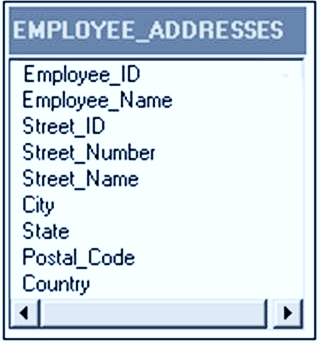 EMPLOYEE_ADDRESSES
Employee_ID
Employee_Name
Street_ID
Street_Number
Street_Name
City
State
Postal_Code
Country